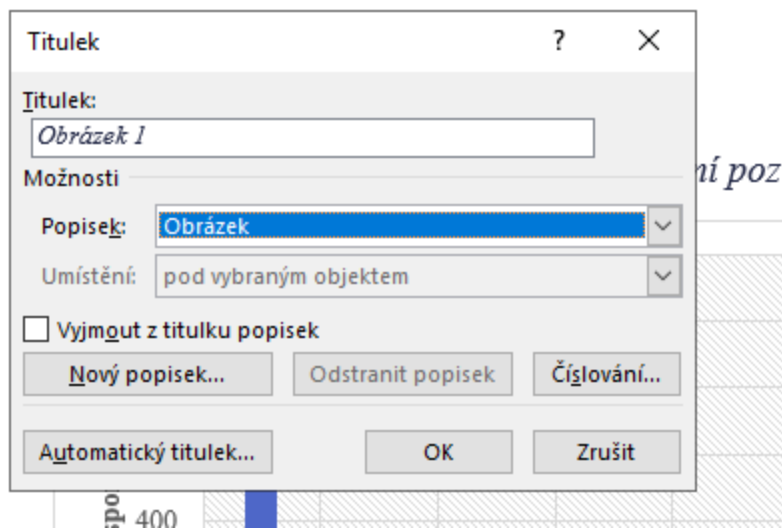 Titulek ?
Titulek:
Obrázek 1
Možnosti
ní poz
Popisek: Obrázek
Umístění: pod vybraným objektem
Vyjmout z titulku popisek
Nový popisek... Odstranit popisek Číslování...
Automatický titulek... OK Zrušit
spo
400